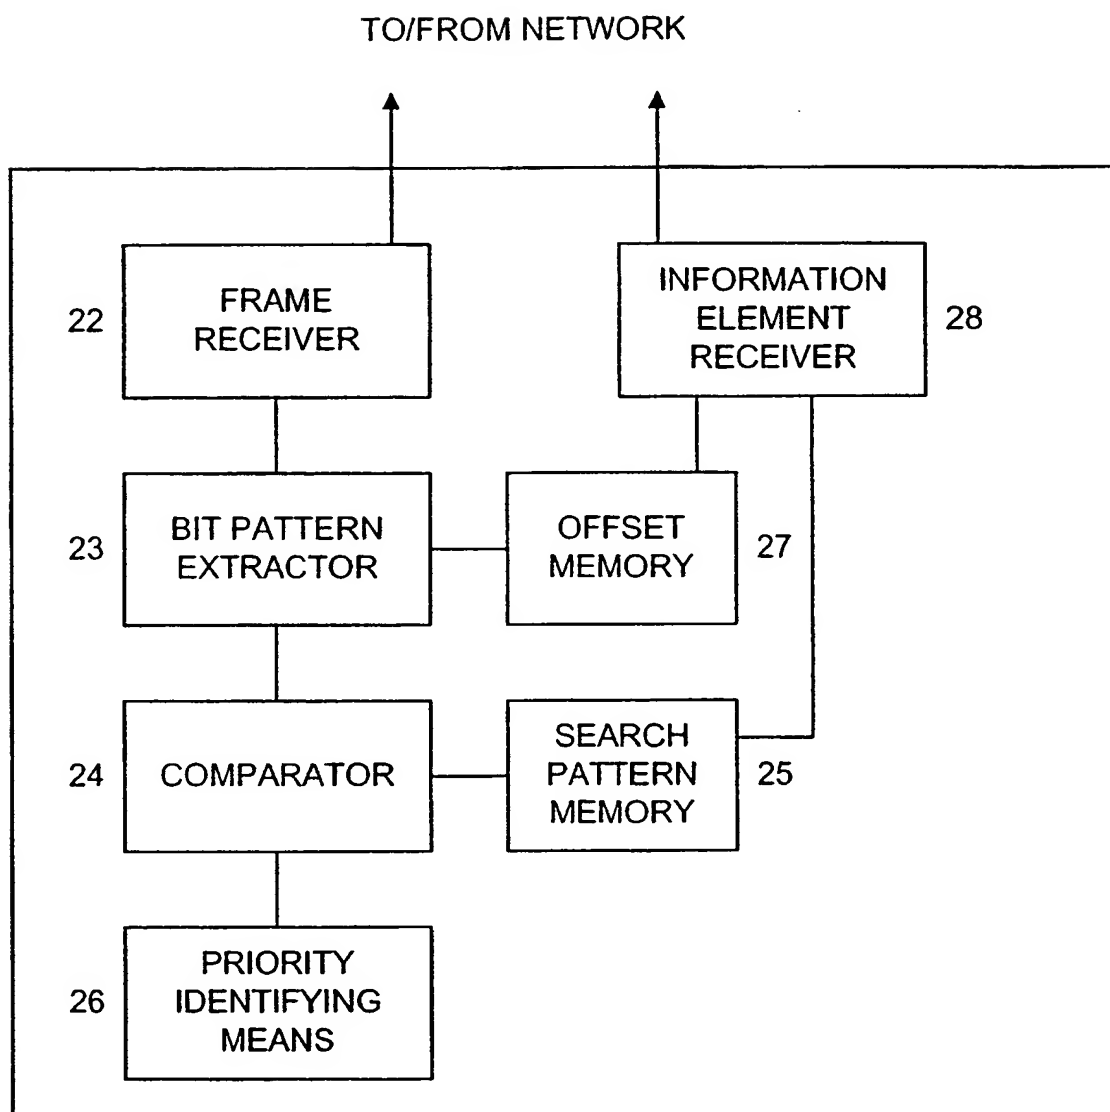 TO/FROM NETWORK
22
FRAME
RECEIVER
INFORMATION
ELEMENT
RECEIVER
28
23
BIT PATTERN
EXTRACTOR
OFFSET
MEMORY
27
24
COMPARATOR
SEARCH
PATTERN
MEMORY
25
26
PRIORITY
IDENTIFYING
MEANS